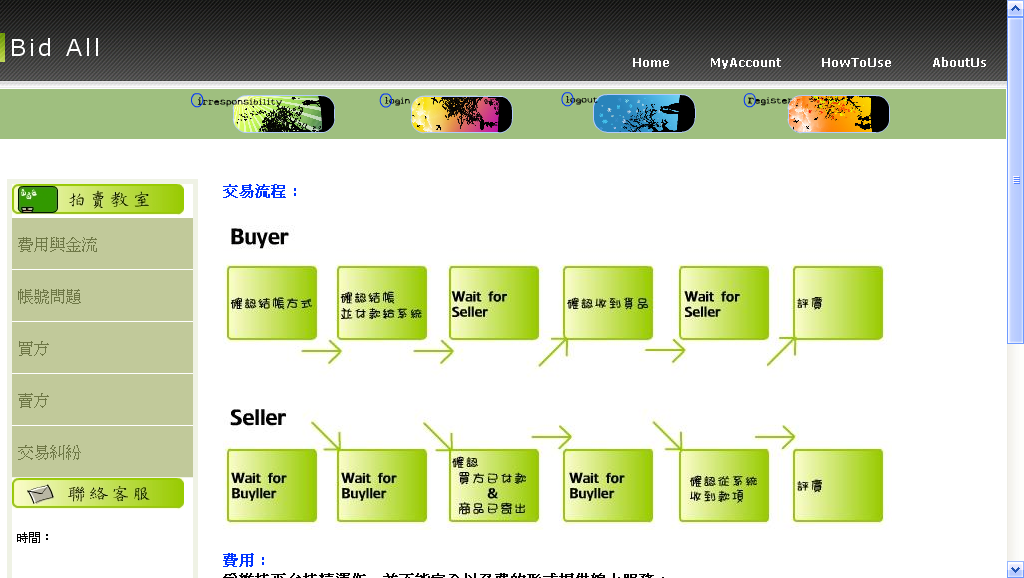 Bid All
Home MyAccount HowToUse AboutUs
irresponsibility login logout Register
拍賣教室
費用與金流
帳號問題
買方
賣方
交易糾紛
聯絡客服
時間：
交易流程：
Buyer
確認結帳方式
確認結帳
並付款給系統
Wait for
Seller
確認收到貨品
Wait for
Seller
評價
Seller
Wait for
Buyller
Wait for
Buyller
確認
買方已付款
&
商品已寄出
Wait for
Buyller
確認從系統
收到款項
評價
費用：